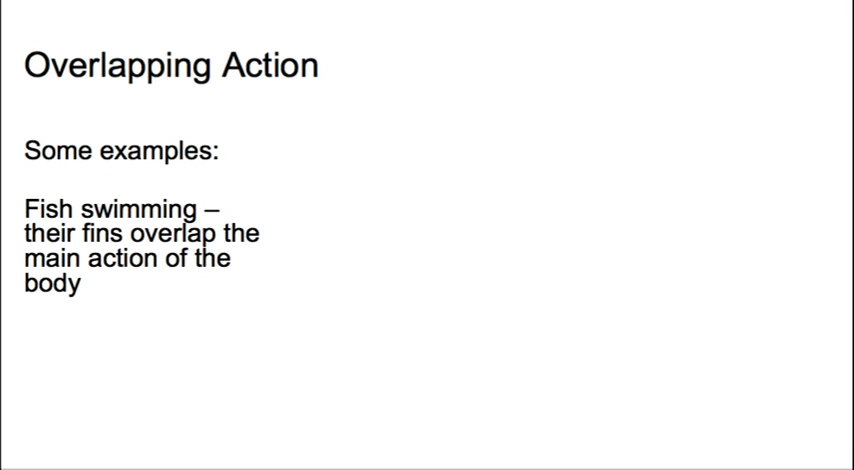 Overlapping Action
Some examples:
Fish swimming –
their fins overlap the
main action of the
body